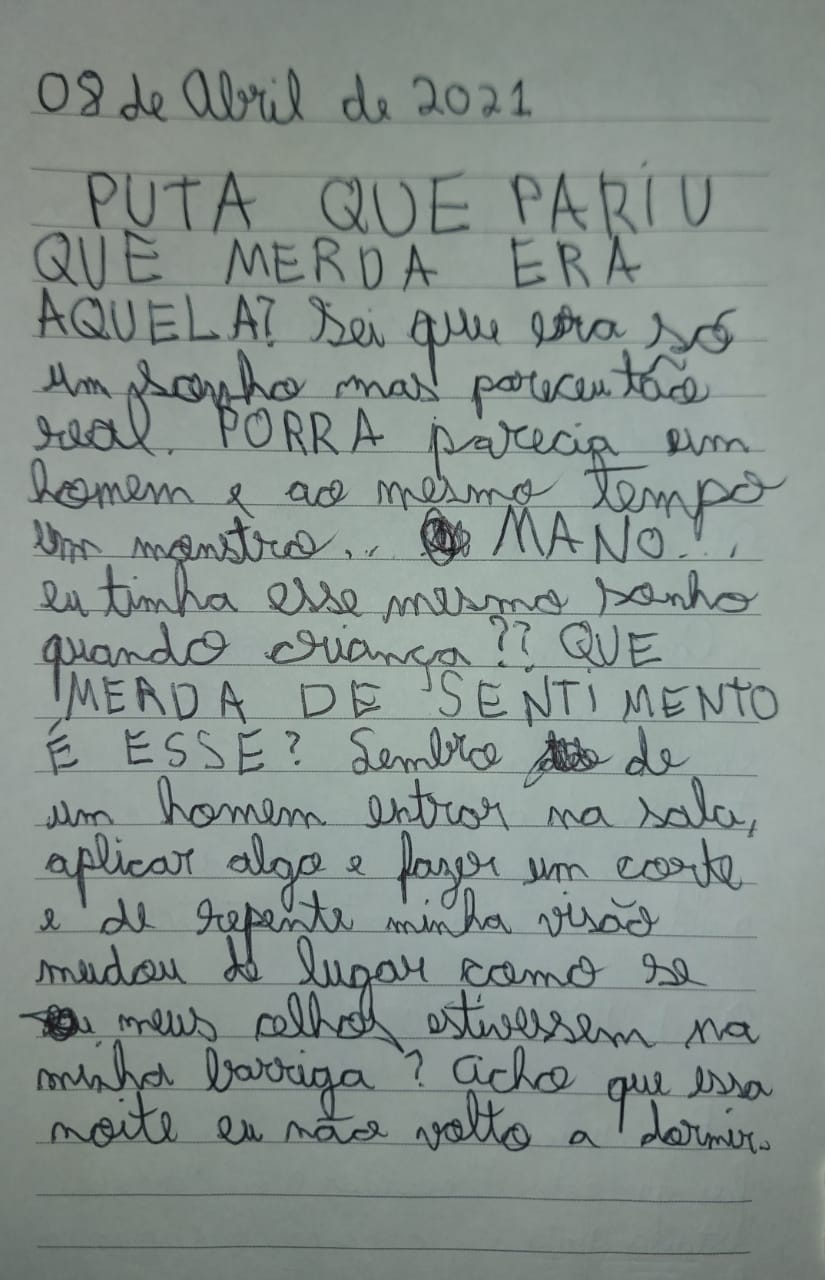 08 de Abril de 2021
PUTA QUE PARIU
QUE MERDA ERA
AQUELA? Sei que era só
um sonho mas pareceu tão
real. PORRA parecia um
homem e ao mesmo tempo
um monstro... MANO...
eu tinha esse mesmo sonho
quando criança?? QUE
MERDA DE SENTIMENTO
É ESSE? Lembro de
um homem entrar na sala,
aplicar algo e fazer um corte
e de repente minha visão
mudou de lugar como se
meus olhos estivessem na
minha barriga? Acho que essa
noite eu não volto a dormir.